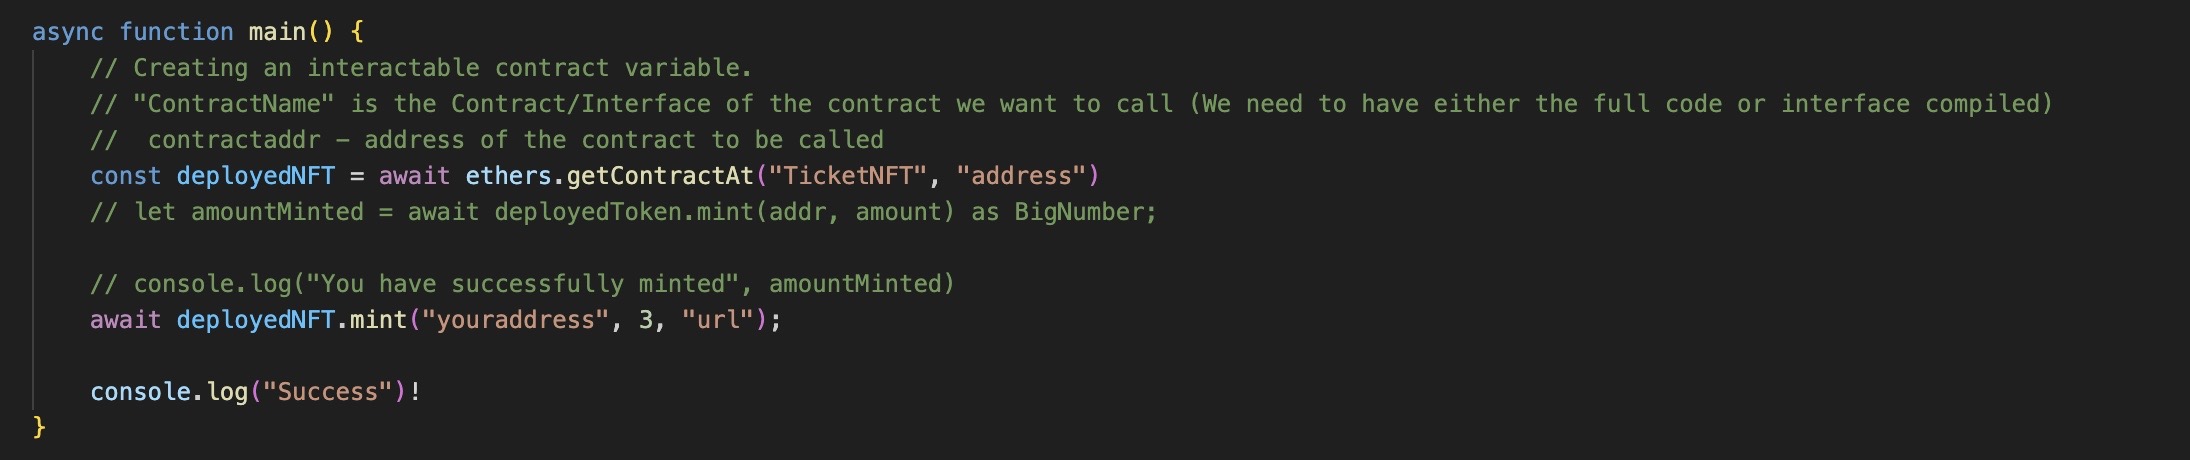 async function main() {
// Creating an interactable contract variable.
// "ContractName" is the Contract/Interface of the contract we want to call (We need to have either the full code or interface compiled)
//  contractaddr – address of the contract to be called
const deployedNFT = await ethers.getContractAt("TicketNFT", "address")
// let amountMinted = await deployedToken.mint(addr, amount) as BigNumber;
// console.log("You have successfully minted", amountMinted)
await deployedNFT.mint("youraddress", 3, "url");
console.log("Success")!
}